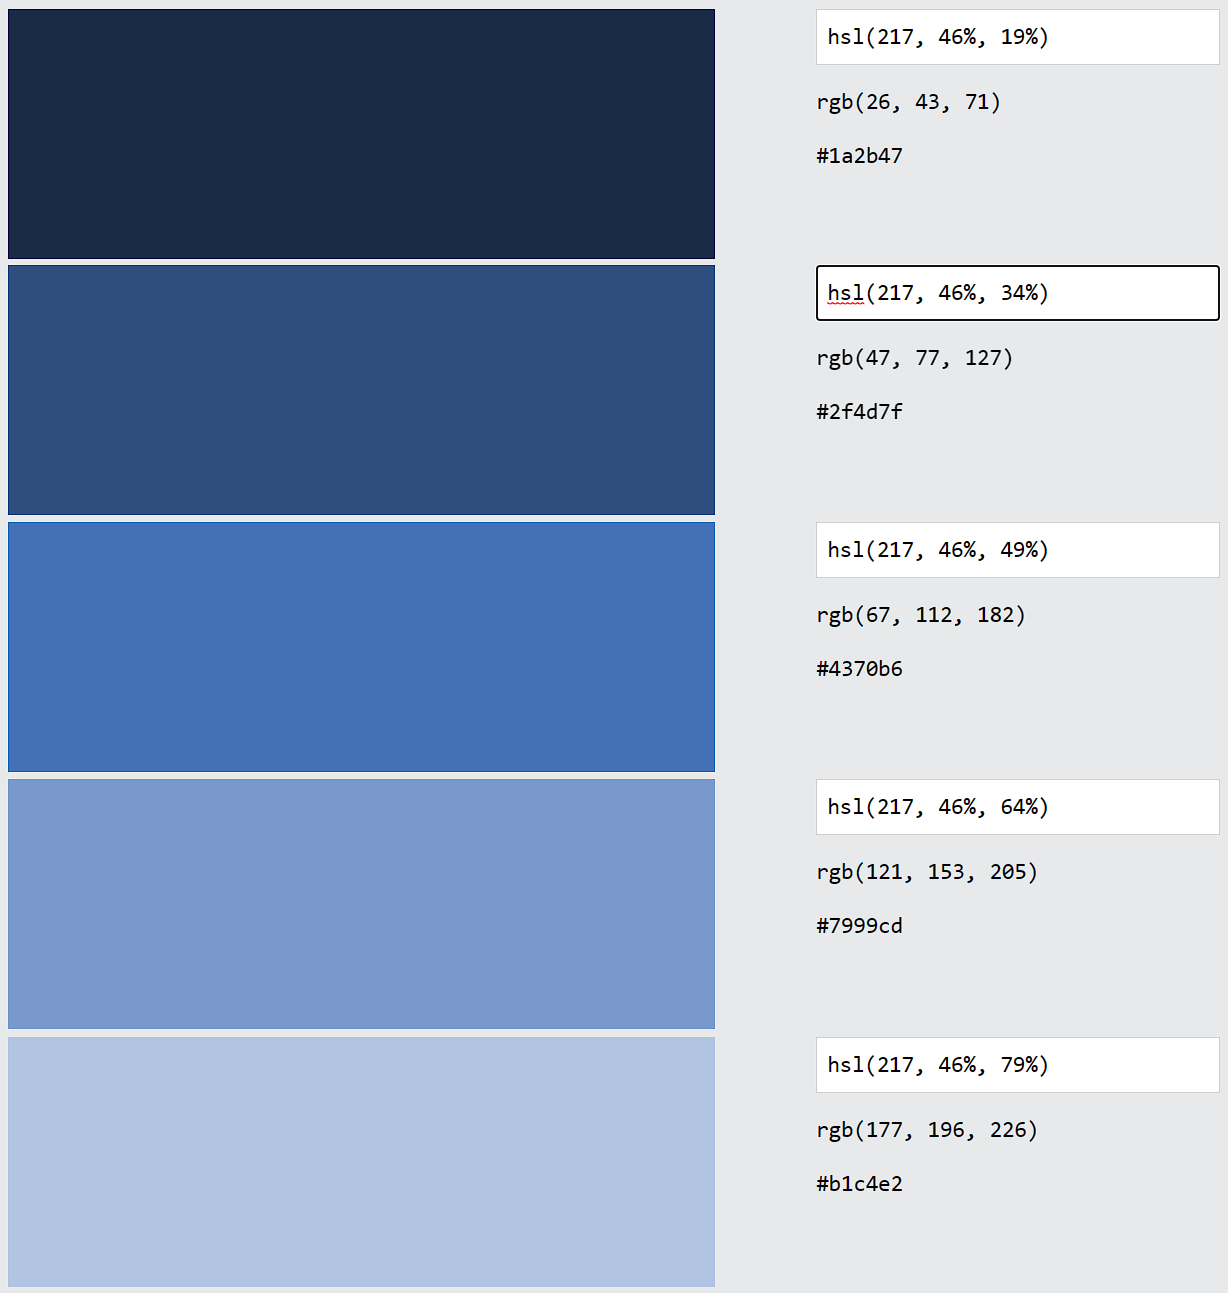 hsl(217, 46%, 19%)
rgb(26, 43, 71)
#1a2b47
hsl(217, 46%, 34%)
rgb(47, 77, 127)
#2f4d7f
hsl(217, 46%, 49%)
rgb(67, 112, 182)
#4370b6
hsl(217, 46%, 64%)
rgb(121, 153, 205)
#7999cd
hsl(217, 46%, 79%)
rgb(177, 196, 226)
#b1c4e2